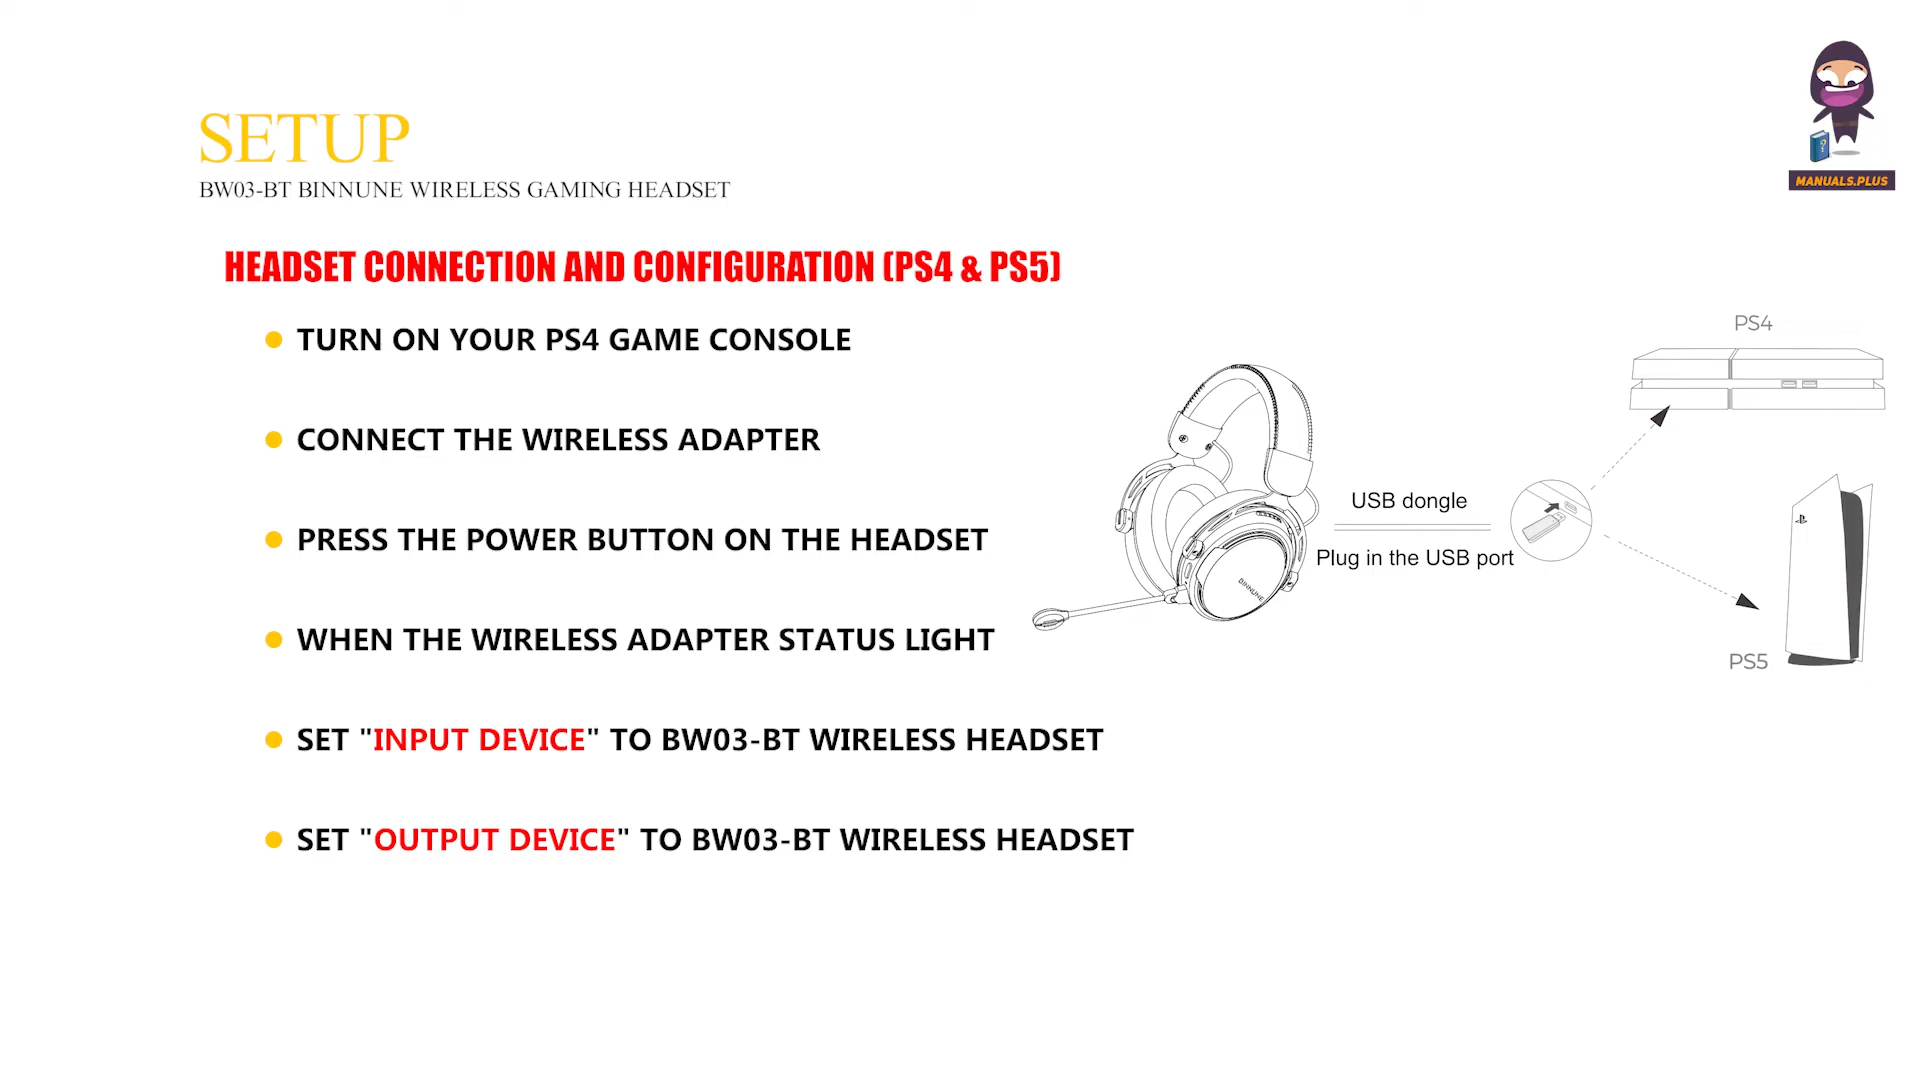 SETUP
BW03-BT BINNUNE WIRELESS GAMING HEADSET
MANUALS.PLUS
HEADSET CONNECTION AND CONFIGURATION (PS4 & PS5)
TURN ON YOUR PS4 GAME CONSOLE
CONNECT THE WIRELESS ADAPTER
PRESS THE POWER BUTTON ON THE HEADSET
WHEN THE WIRELESS ADAPTER STATUS LIGHT
SET "INPUT DEVICE" TO BW03-BT WIRELESS HEADSET
SET "OUTPUT DEVICE" TO BW03-BT WIRELESS HEADSET
BINNUNE
USB dongle
Plug in the USB port
?
PS4
PS5